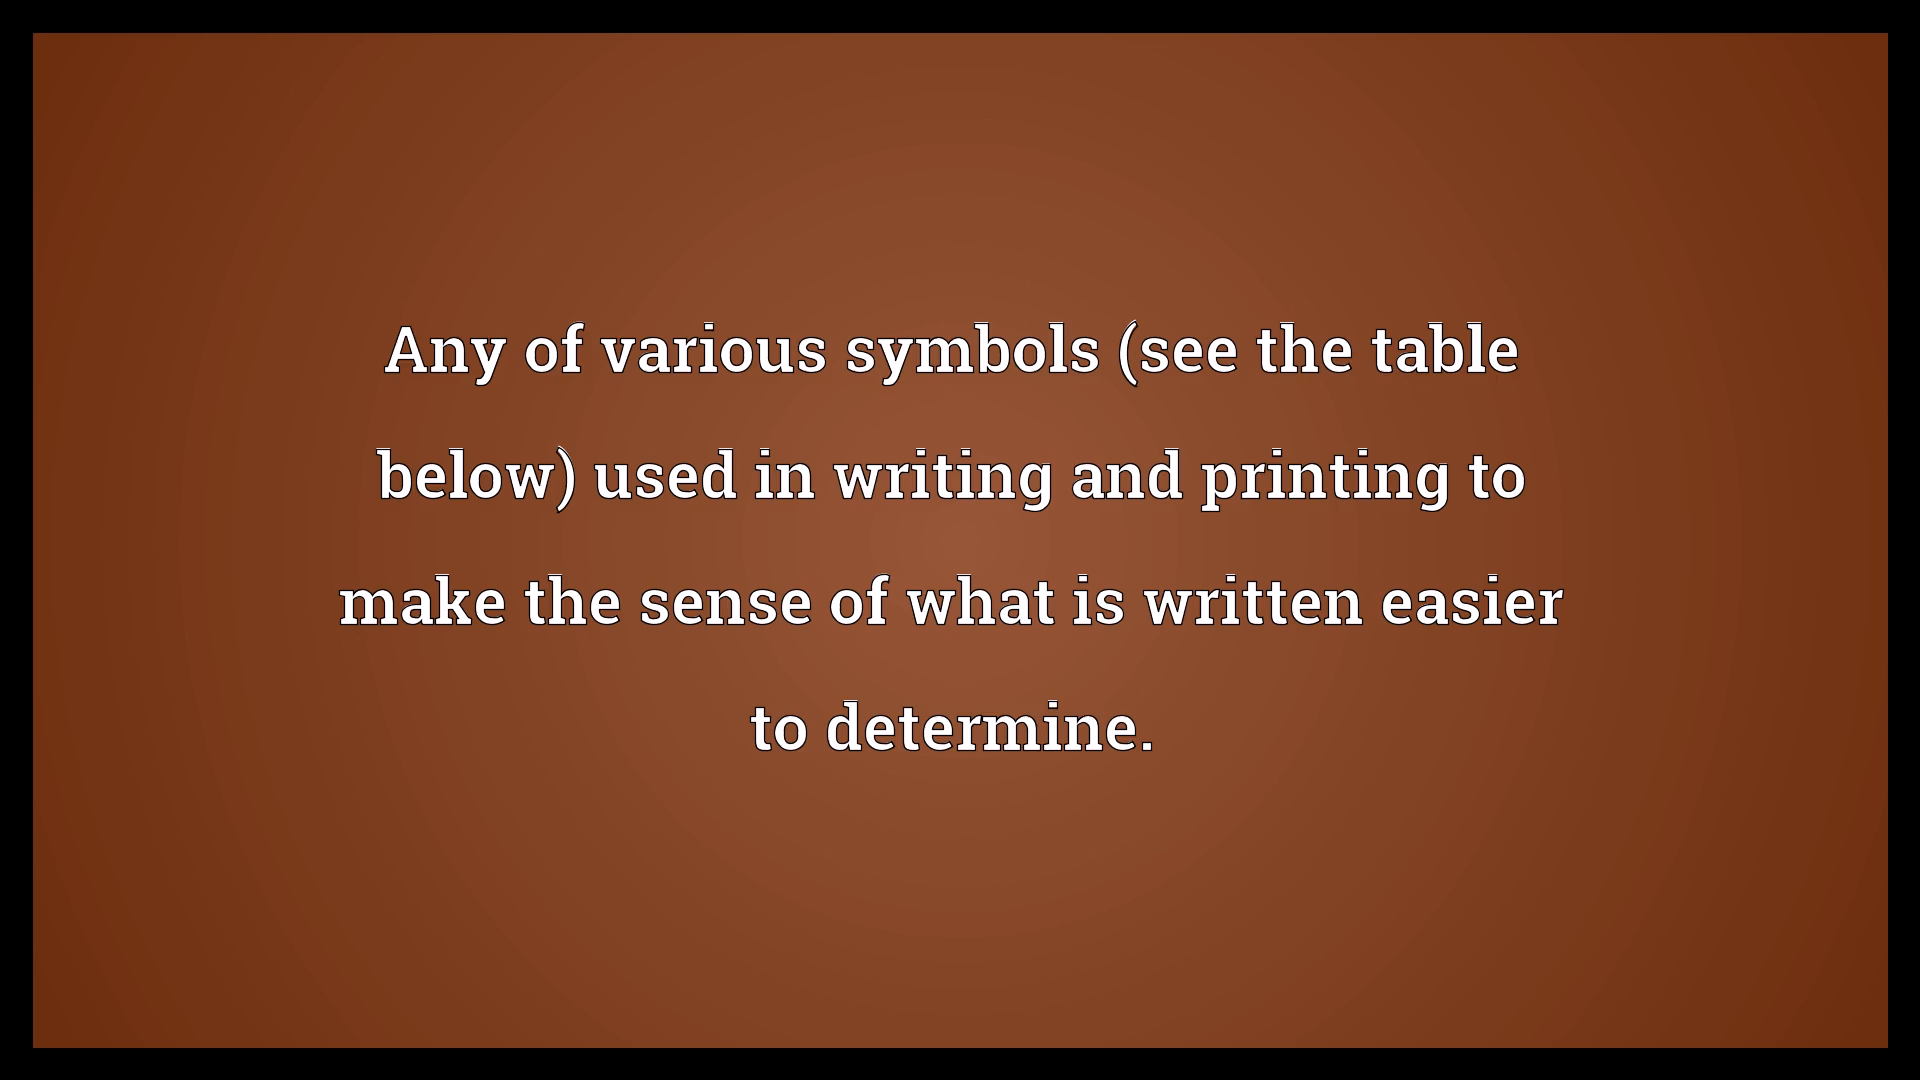 Any of various symbols (see the table
below) used in writing and printing to
make the sense of what is written easier
to determine.